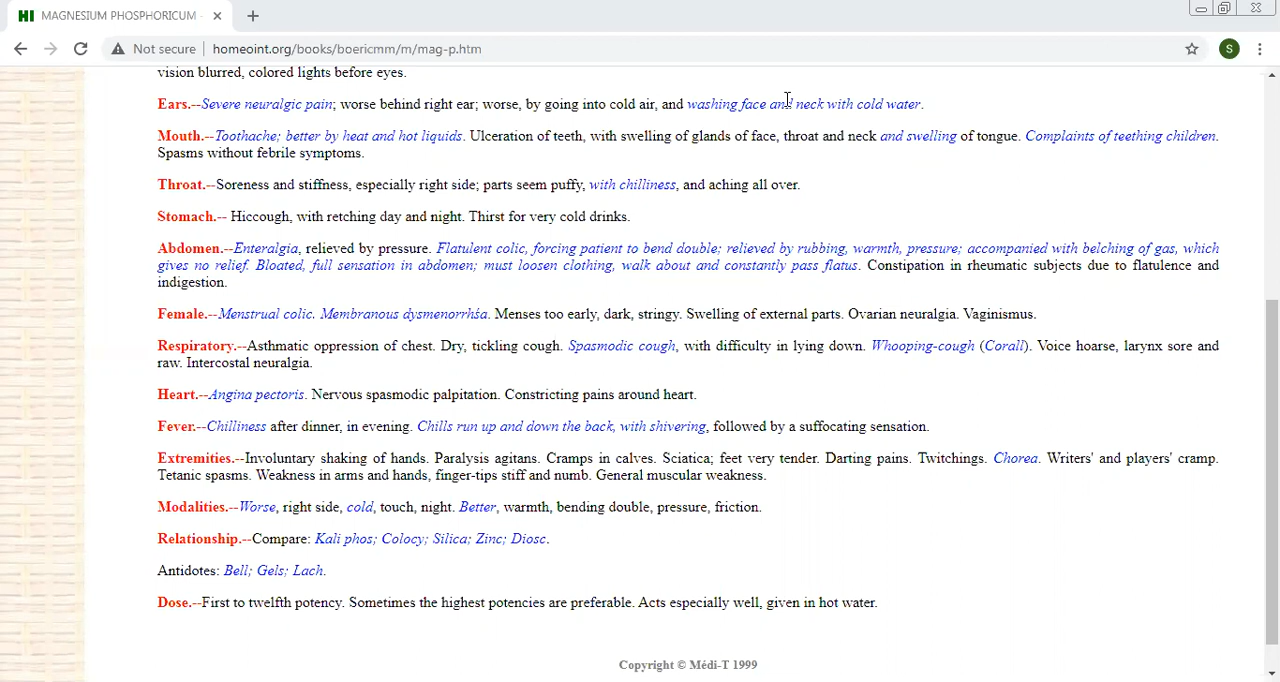 HI MAGNESIUM PHOSPHORICUM -
Not secure homeoint.org/books/boericmm/m/mag-p.htm
S
vision blurred, colored lights before eyes.
Ears.--Severe neuralgic pain; worse behind right ear; worse, by going into cold air, and washing face and neck with cold water.
Mouth.--Toothache; better by heat and hot liquids. Ulceration of teeth, with swelling of glands of face, throat and neck and swelling of tongue. Complaints of teething children.
Spasms without febrile symptoms.
Throat.--Soreness and stiffness, especially right side; parts seem puffy, with chilliness, and aching all over.
Stomach.-- Hiccough, with retching day and night. Thirst for very cold drinks.
Abdomen.--Enteralgia, relieved by pressure. Flatulent colic, forcing patient to bend double; relieved by rubbing, warmth, pressure; accompanied with belching of gas, which
gives no relief. Bloated, full sensation in abdomen; must loosen clothing, walk about and constantly pass flatus. Constipation in rheumatic subjects due to flatulence and
indigestion.
Female.--Menstrual colic. Membranous dysmenorrhśa. Menses too early, dark, stringy. Swelling of external parts. Ovarian neuralgia. Vaginismus.
Respiratory.--Asthmatic oppression of chest. Dry, tickling cough. Spasmodic cough, with difficulty in lying down. Whooping-cough (Corall). Voice hoarse, larynx sore and
raw. Intercostal neuralgia.
Heart.--Angina pectoris. Nervous spasmodic palpitation. Constricting pains around heart.
Fever.--Chilliness after dinner, in evening. Chills run up and down the back, with shivering, followed by a suffocating sensation.
Extremities.--Involuntary shaking of hands. Paralysis agitans. Cramps in calves. Sciatica; feet very tender. Darting pains. Twitchings. Chorea. Writers' and players' cramp.
Tetanic spasms. Weakness in arms and hands, finger-tips stiff and numb. General muscular weakness.
Modalities.--Worse, right side, cold, touch, night. Better, warmth, bending double, pressure, friction.
Relationship.--Compare: Kali phos; Colocy; Silica; Zinc; Diosc.
Antidotes: Bell; Gels; Lach.
Dose.--First to twelfth potency. Sometimes the highest potencies are preferable. Acts especially well, given in hot water.
Copyright © Médi-T 1999